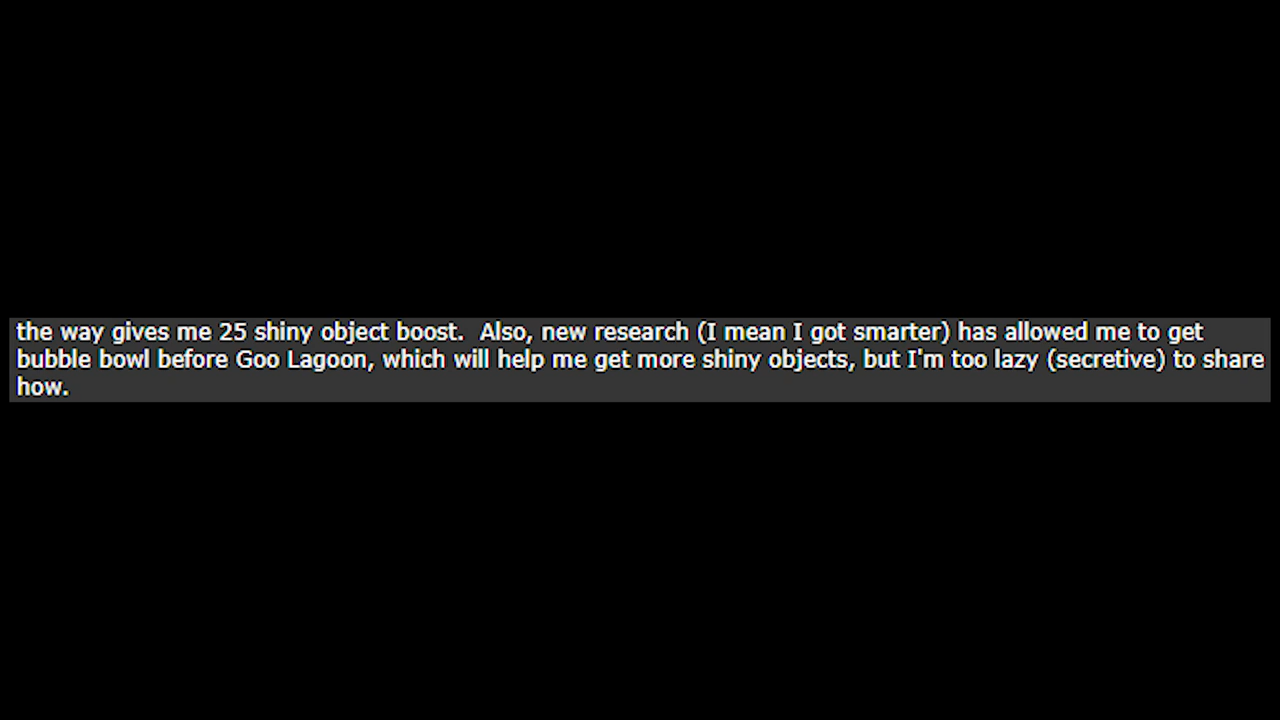 the way gives me 25 shiny object boost.  Also, new research (I mean I got smarter) has allowed me to get
bubble bowl before Goo Lagoon, which will help me get more shiny objects, but I'm too lazy (secretive) to share
how.